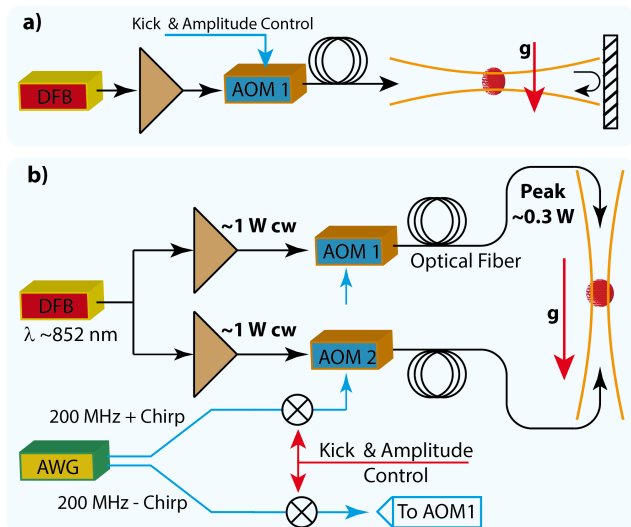 a)
Kick & Amplitude Control
DFB
AOM 1
g
b)
~1 W cw
AOM 1
Optical Fiber
Peak
~0.3 W
DFB
λ ~852 nm
~1 W cw
AOM 2
g
200 MHz + Chirp
AWG
Kick & Amplitude
Control
200 MHz - Chirp
To AOM1